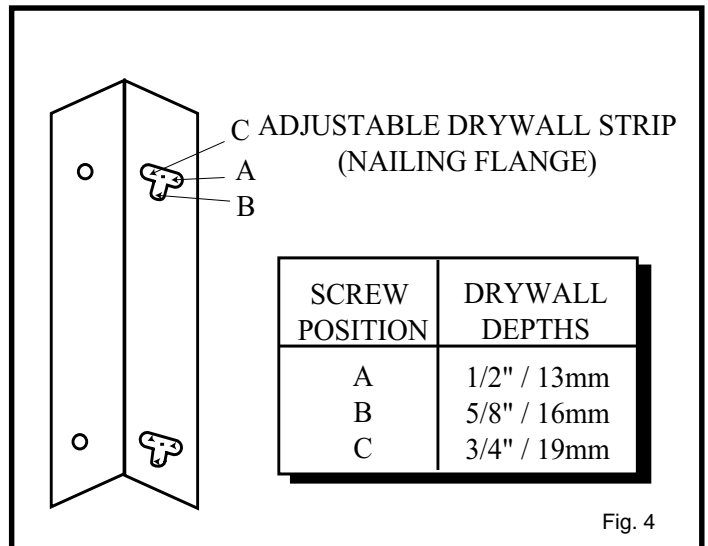 C ADJUSTABLE DRYWALL STRIP
(NAILING FLANGE)
A
B
SCREW POSITION DRYWALL DEPTHS
A 1/2" / 13mm
B 5/8" / 16mm
C 3/4" / 19mm
Fig. 4